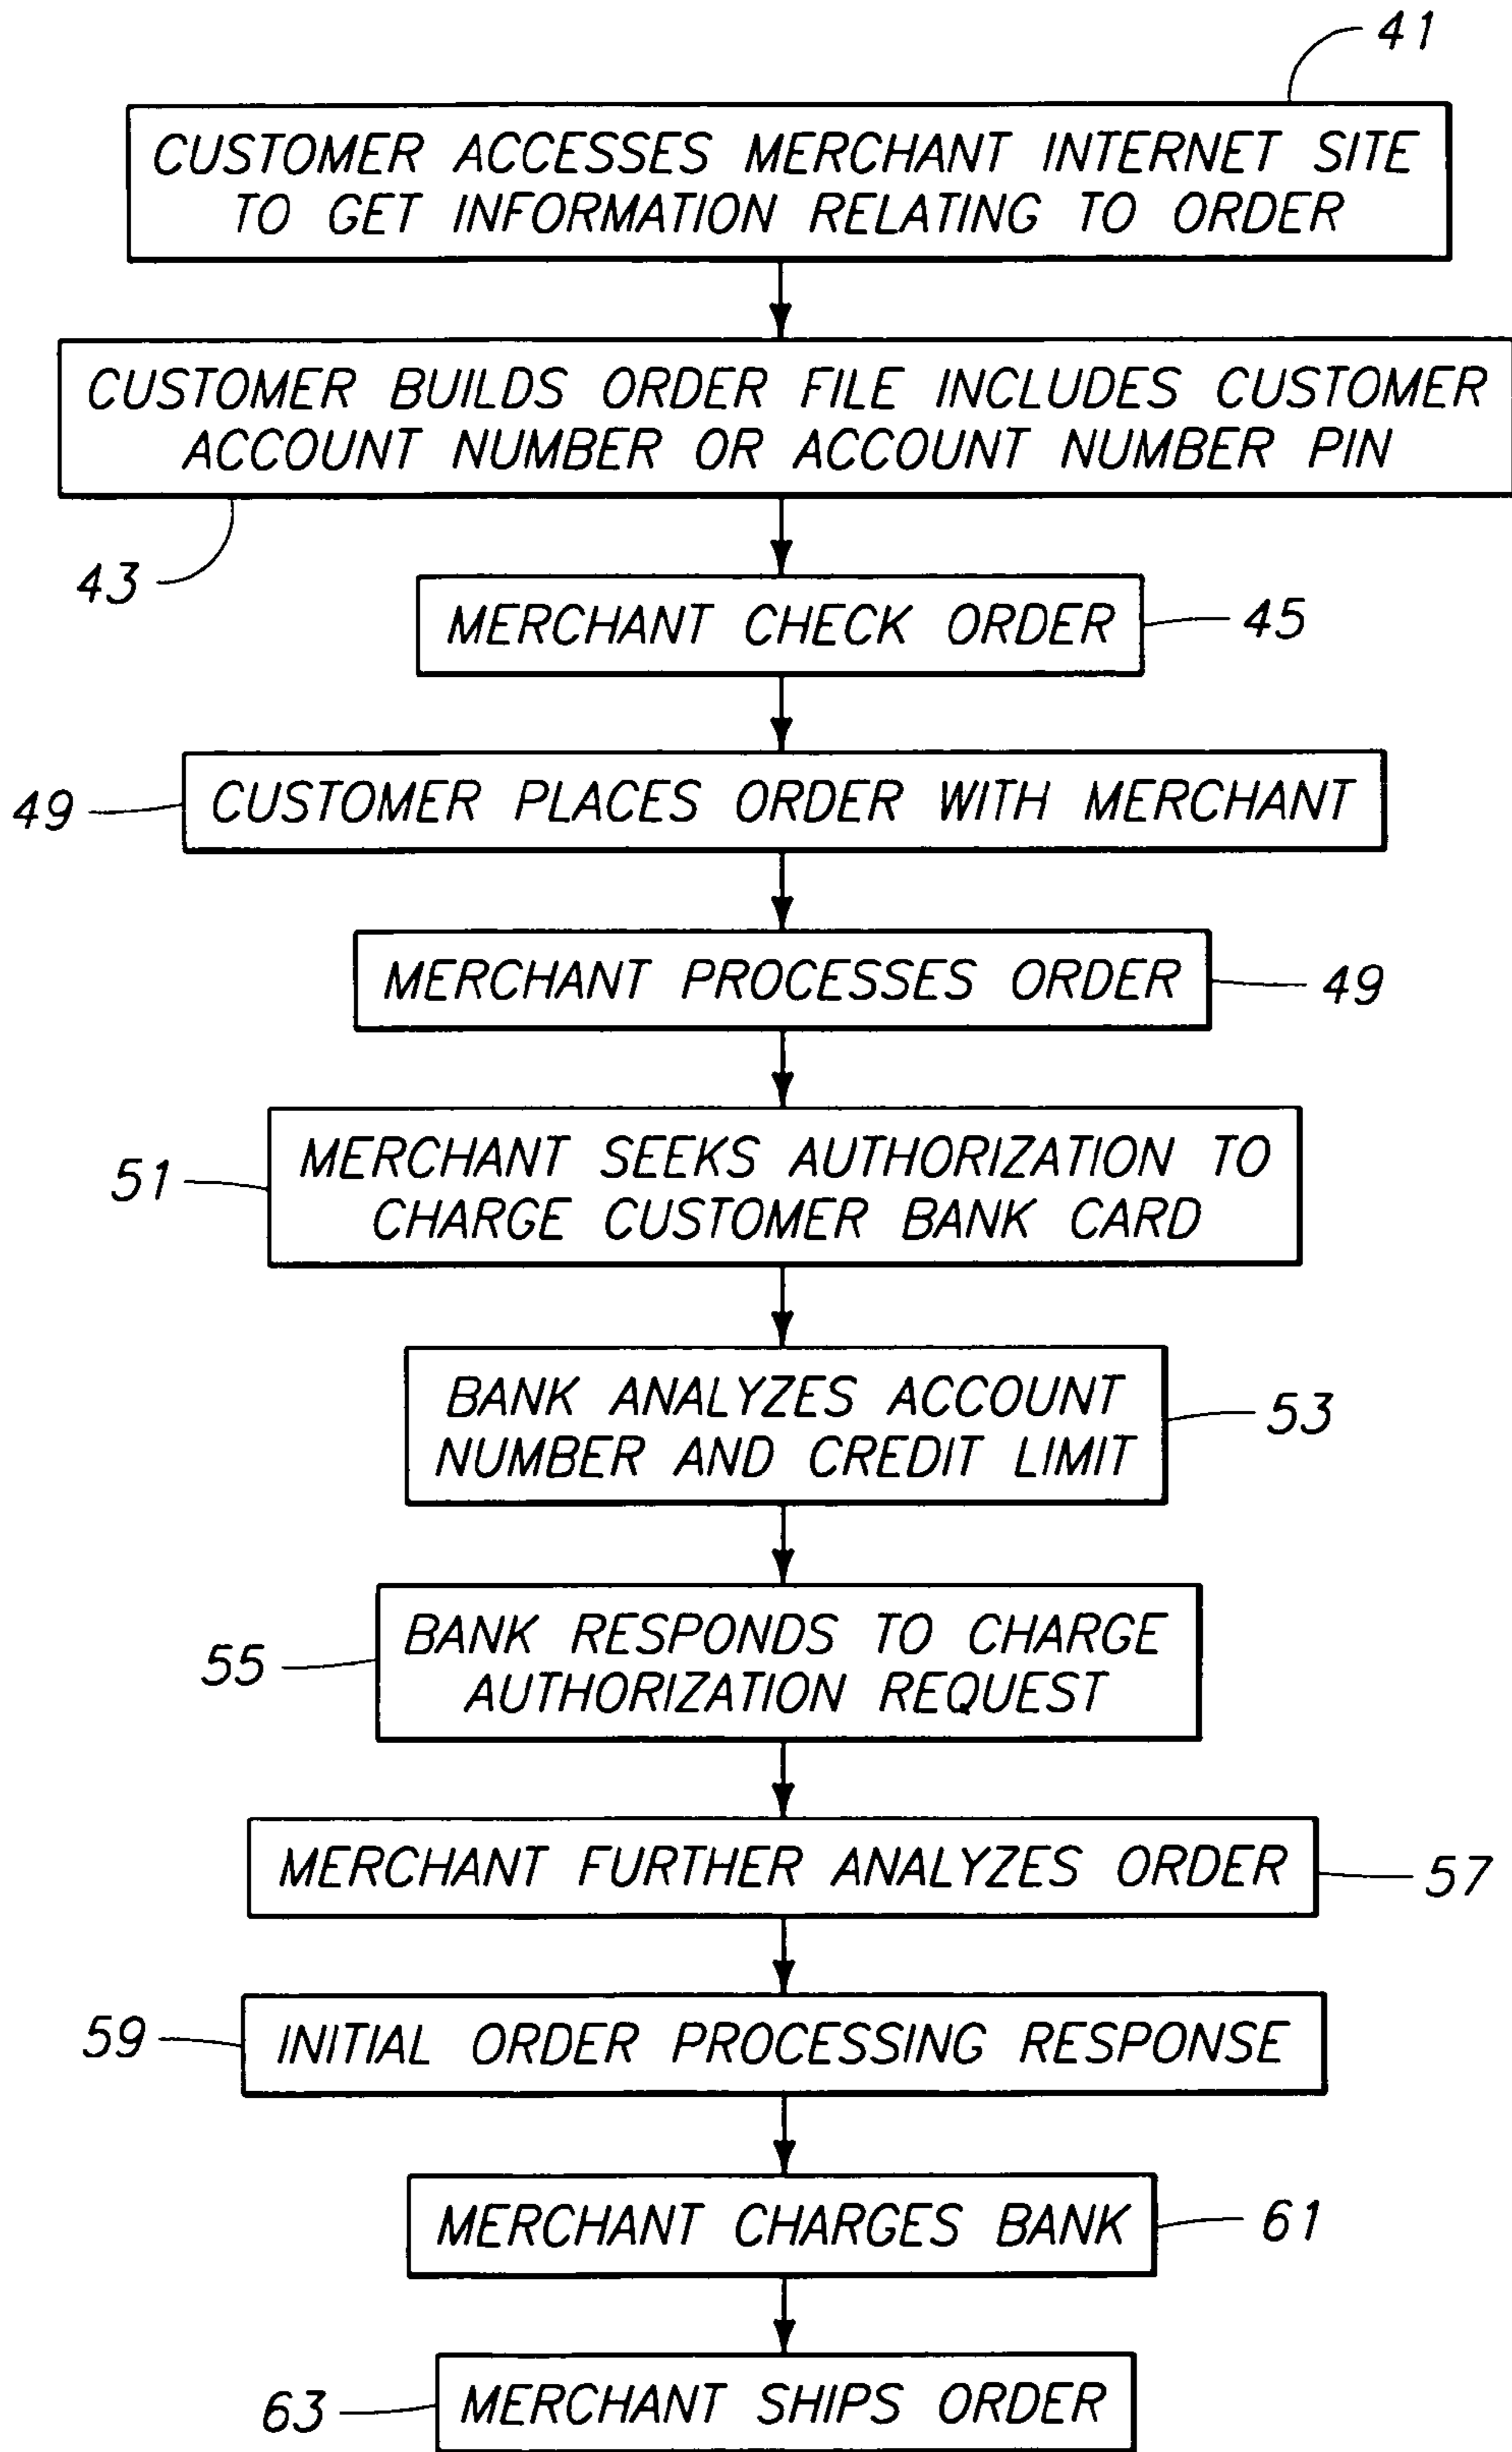 41
CUSTOMER ACCESSES MERCHANT INTERNET SITE
TO GET INFORMATION RELATING TO ORDER
CUSTOMER BUILDS ORDER FILE INCLUDES CUSTOMER
ACCOUNT NUMBER OR ACCOUNT NUMBER PIN
43
MERCHANT CHECK ORDER
45
49
CUSTOMER PLACES ORDER WITH MERCHANT
MERCHANT PROCESSES ORDER
49
51
MERCHANT SEEKS AUTHORIZATION TO
CHARGE CUSTOMER BANK CARD
BANK ANALYZES ACCOUNT
NUMBER AND CREDIT LIMIT
53
55
BANK RESPONDS TO CHARGE
AUTHORIZATION REQUEST
MERCHANT FURTHER ANALYZES ORDER
57
59
INITIAL ORDER PROCESSING RESPONSE
MERCHANT CHARGES BANK
61
63
MERCHANT SHIPS ORDER